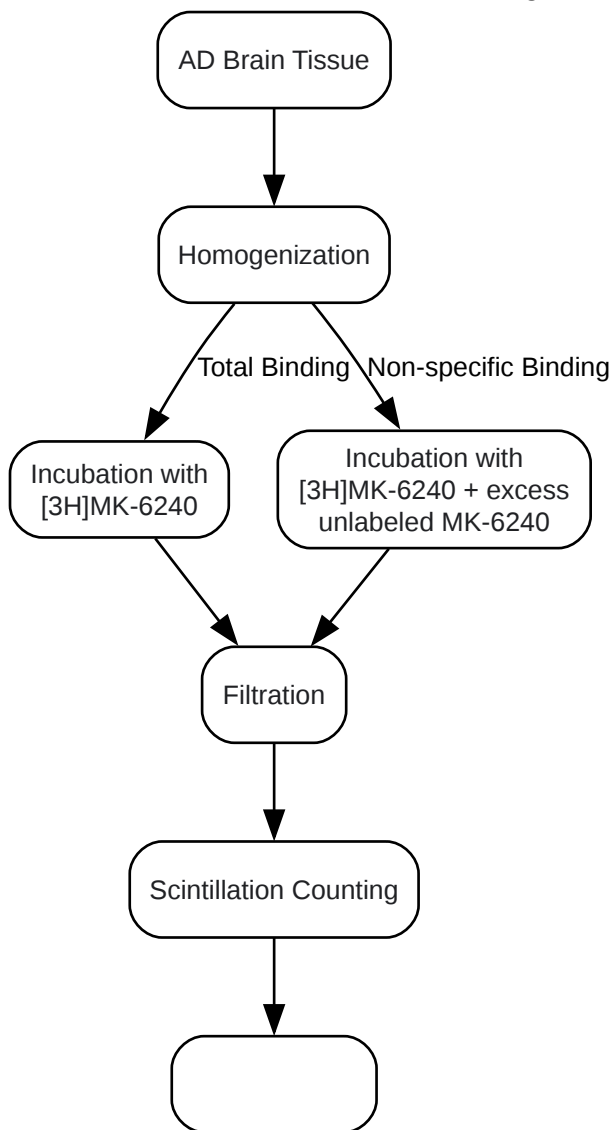 AD Brain Tissue
Homogenization
Total Binding
Non-specific Binding
Incubation with
[3H]MK-6240
Incubation with
[3H]MK-6240 + excess
unlabeled MK-6240
Filtration
Scintillation Counting